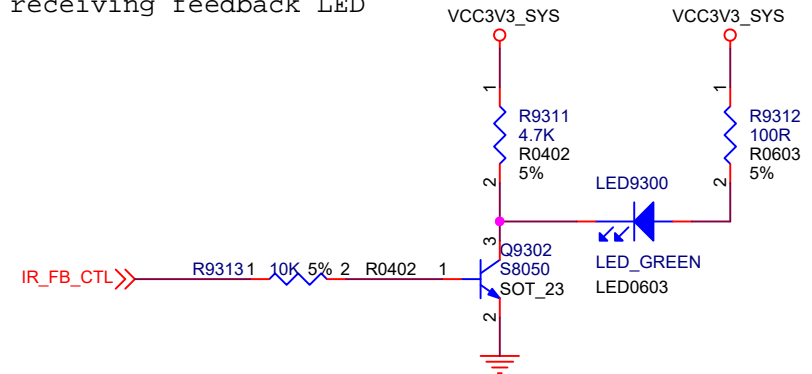 receiving feedback LED
VCC3V3_SYS
VCC3V3_SYS
1
R9311
4.7K
R0402
5%
2
1
R9312
100R
R0603
5%
2
LED9300
LED_GREEN
LED0603
3
Q9302
S8050
SOT_23
IR_FB_CTL
R9313 1 10K 5% 2 R0402 1
2